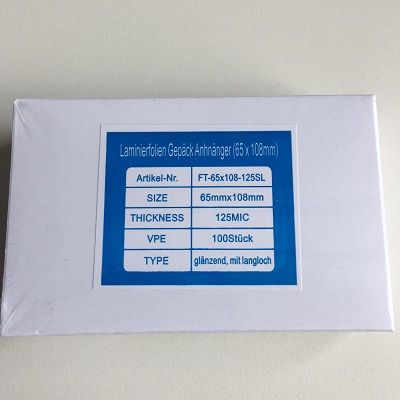 Laminierfolien Gepäck Anhnänger (65 x 108mm)
Artikel-Nr. FT-65x108-125SL
SIZE 65mmx108mm
THICKNESS 125MIC
VPE 100Stück
TYPE glänzend, mit langloch